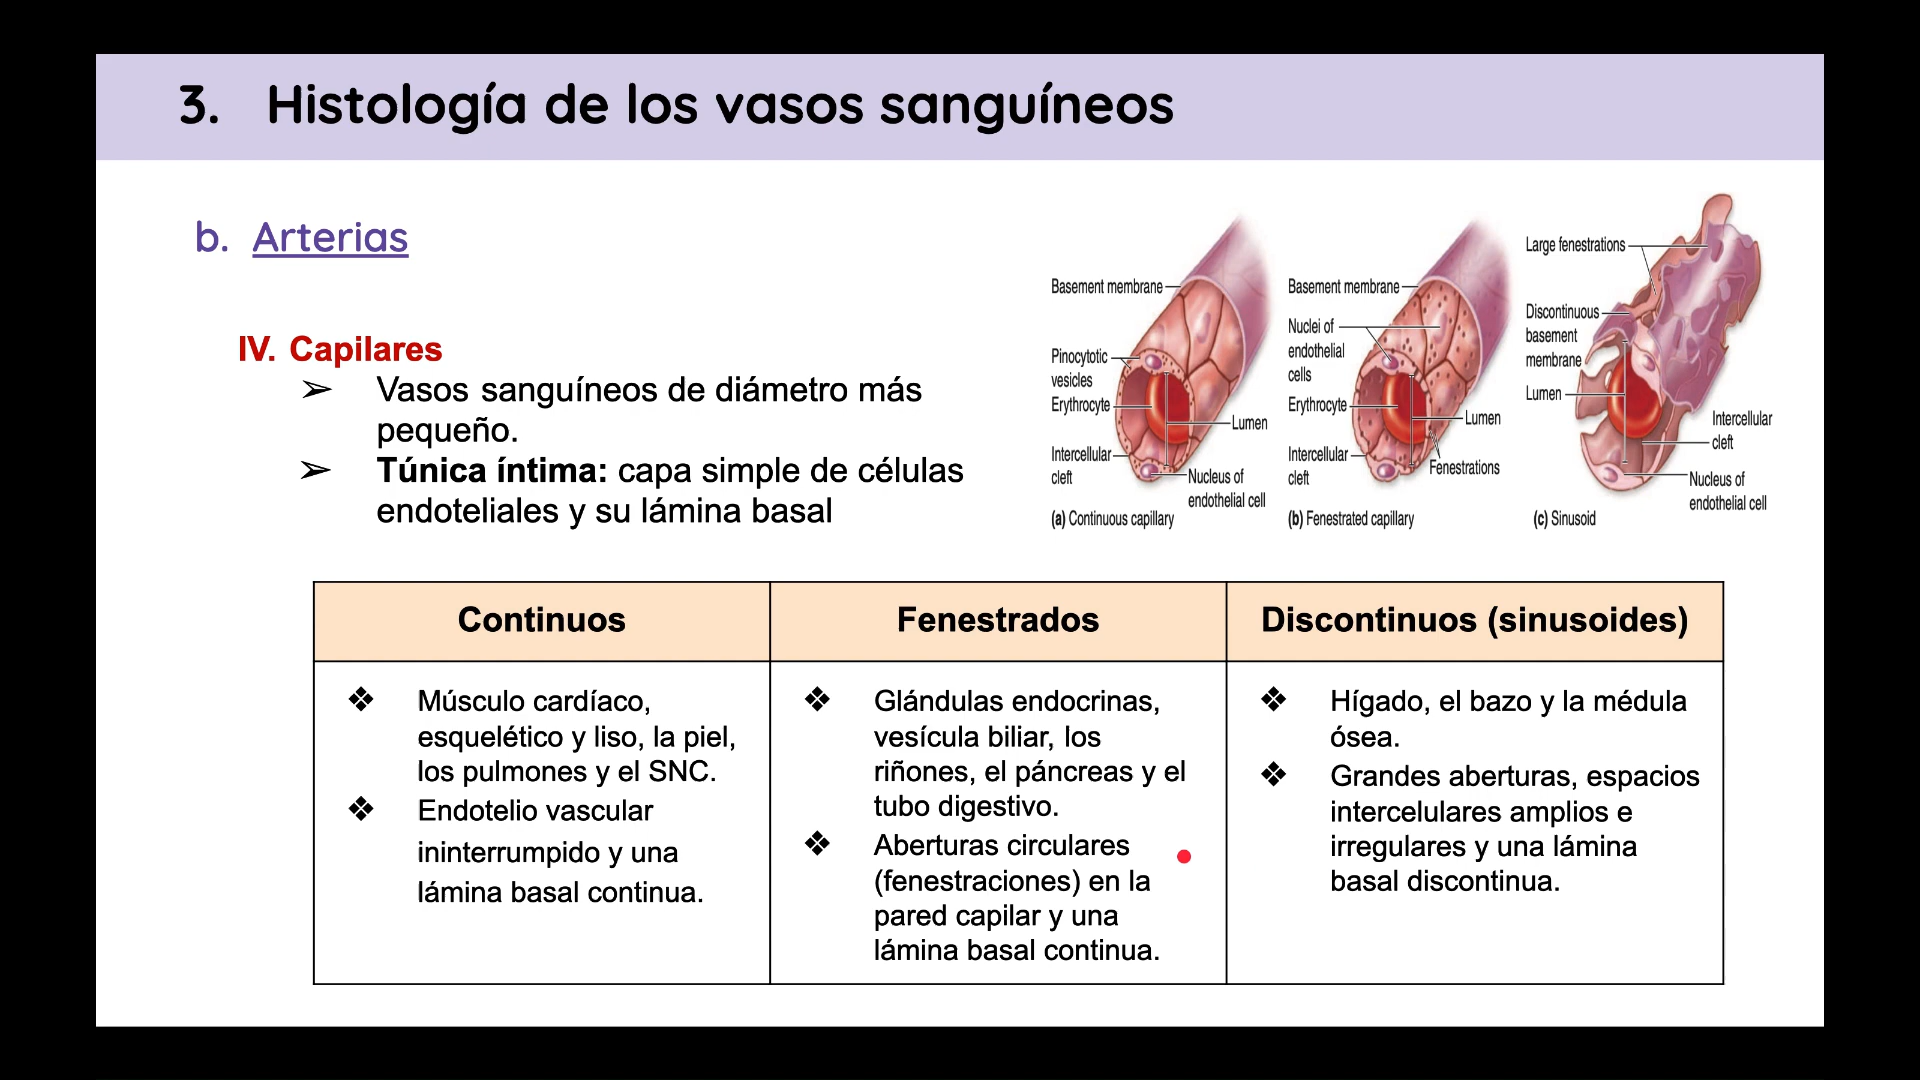 3. Histología de los vasos sanguíneos
b. Arterias
IV. Capilares
➢ Vasos sanguíneos de diámetro más
pequeño.
➢ Túnica íntima: capa simple de células
endoteliales y su lámina basal
Basement membrane
Pinocytotic
vesicles
Erythrocyte
Intercellular
cleft
Lumen
Nucleus of
endothelial cell
(a) Continuous capillary
Basement membrane
Nuclei of
endothelial
cells
Erythrocyte
Intercellular
cleft
Lumen
Fenestrations
(b) Fenestrated capillary
Large fenestrations
Discontinuous
basement
membrane
Lumen
Intercellular
cleft
Nucleus of
endothelial cell
(c) Sinusoid
Continuos
❖ Músculo cardíaco,
esquelético y liso, la piel,
los pulmones y el SNC.
❖ Endotelio vascular
ininterrumpido y una
lámina basal continua.
Fenestrados
❖ Glándulas endocrinas,
vesícula biliar, los
riñones, el páncreas y el
tubo digestivo.
❖ Aberturas circulares
(fenestraciones) en la
pared capilar y una
lámina basal continua.
Discontinuos (sinusoides)
❖ Hígado, el bazo y la médula
ósea.
❖ Grandes aberturas, espacios
intercelulares amplios e
irregulares y una lámina
basal discontinua.